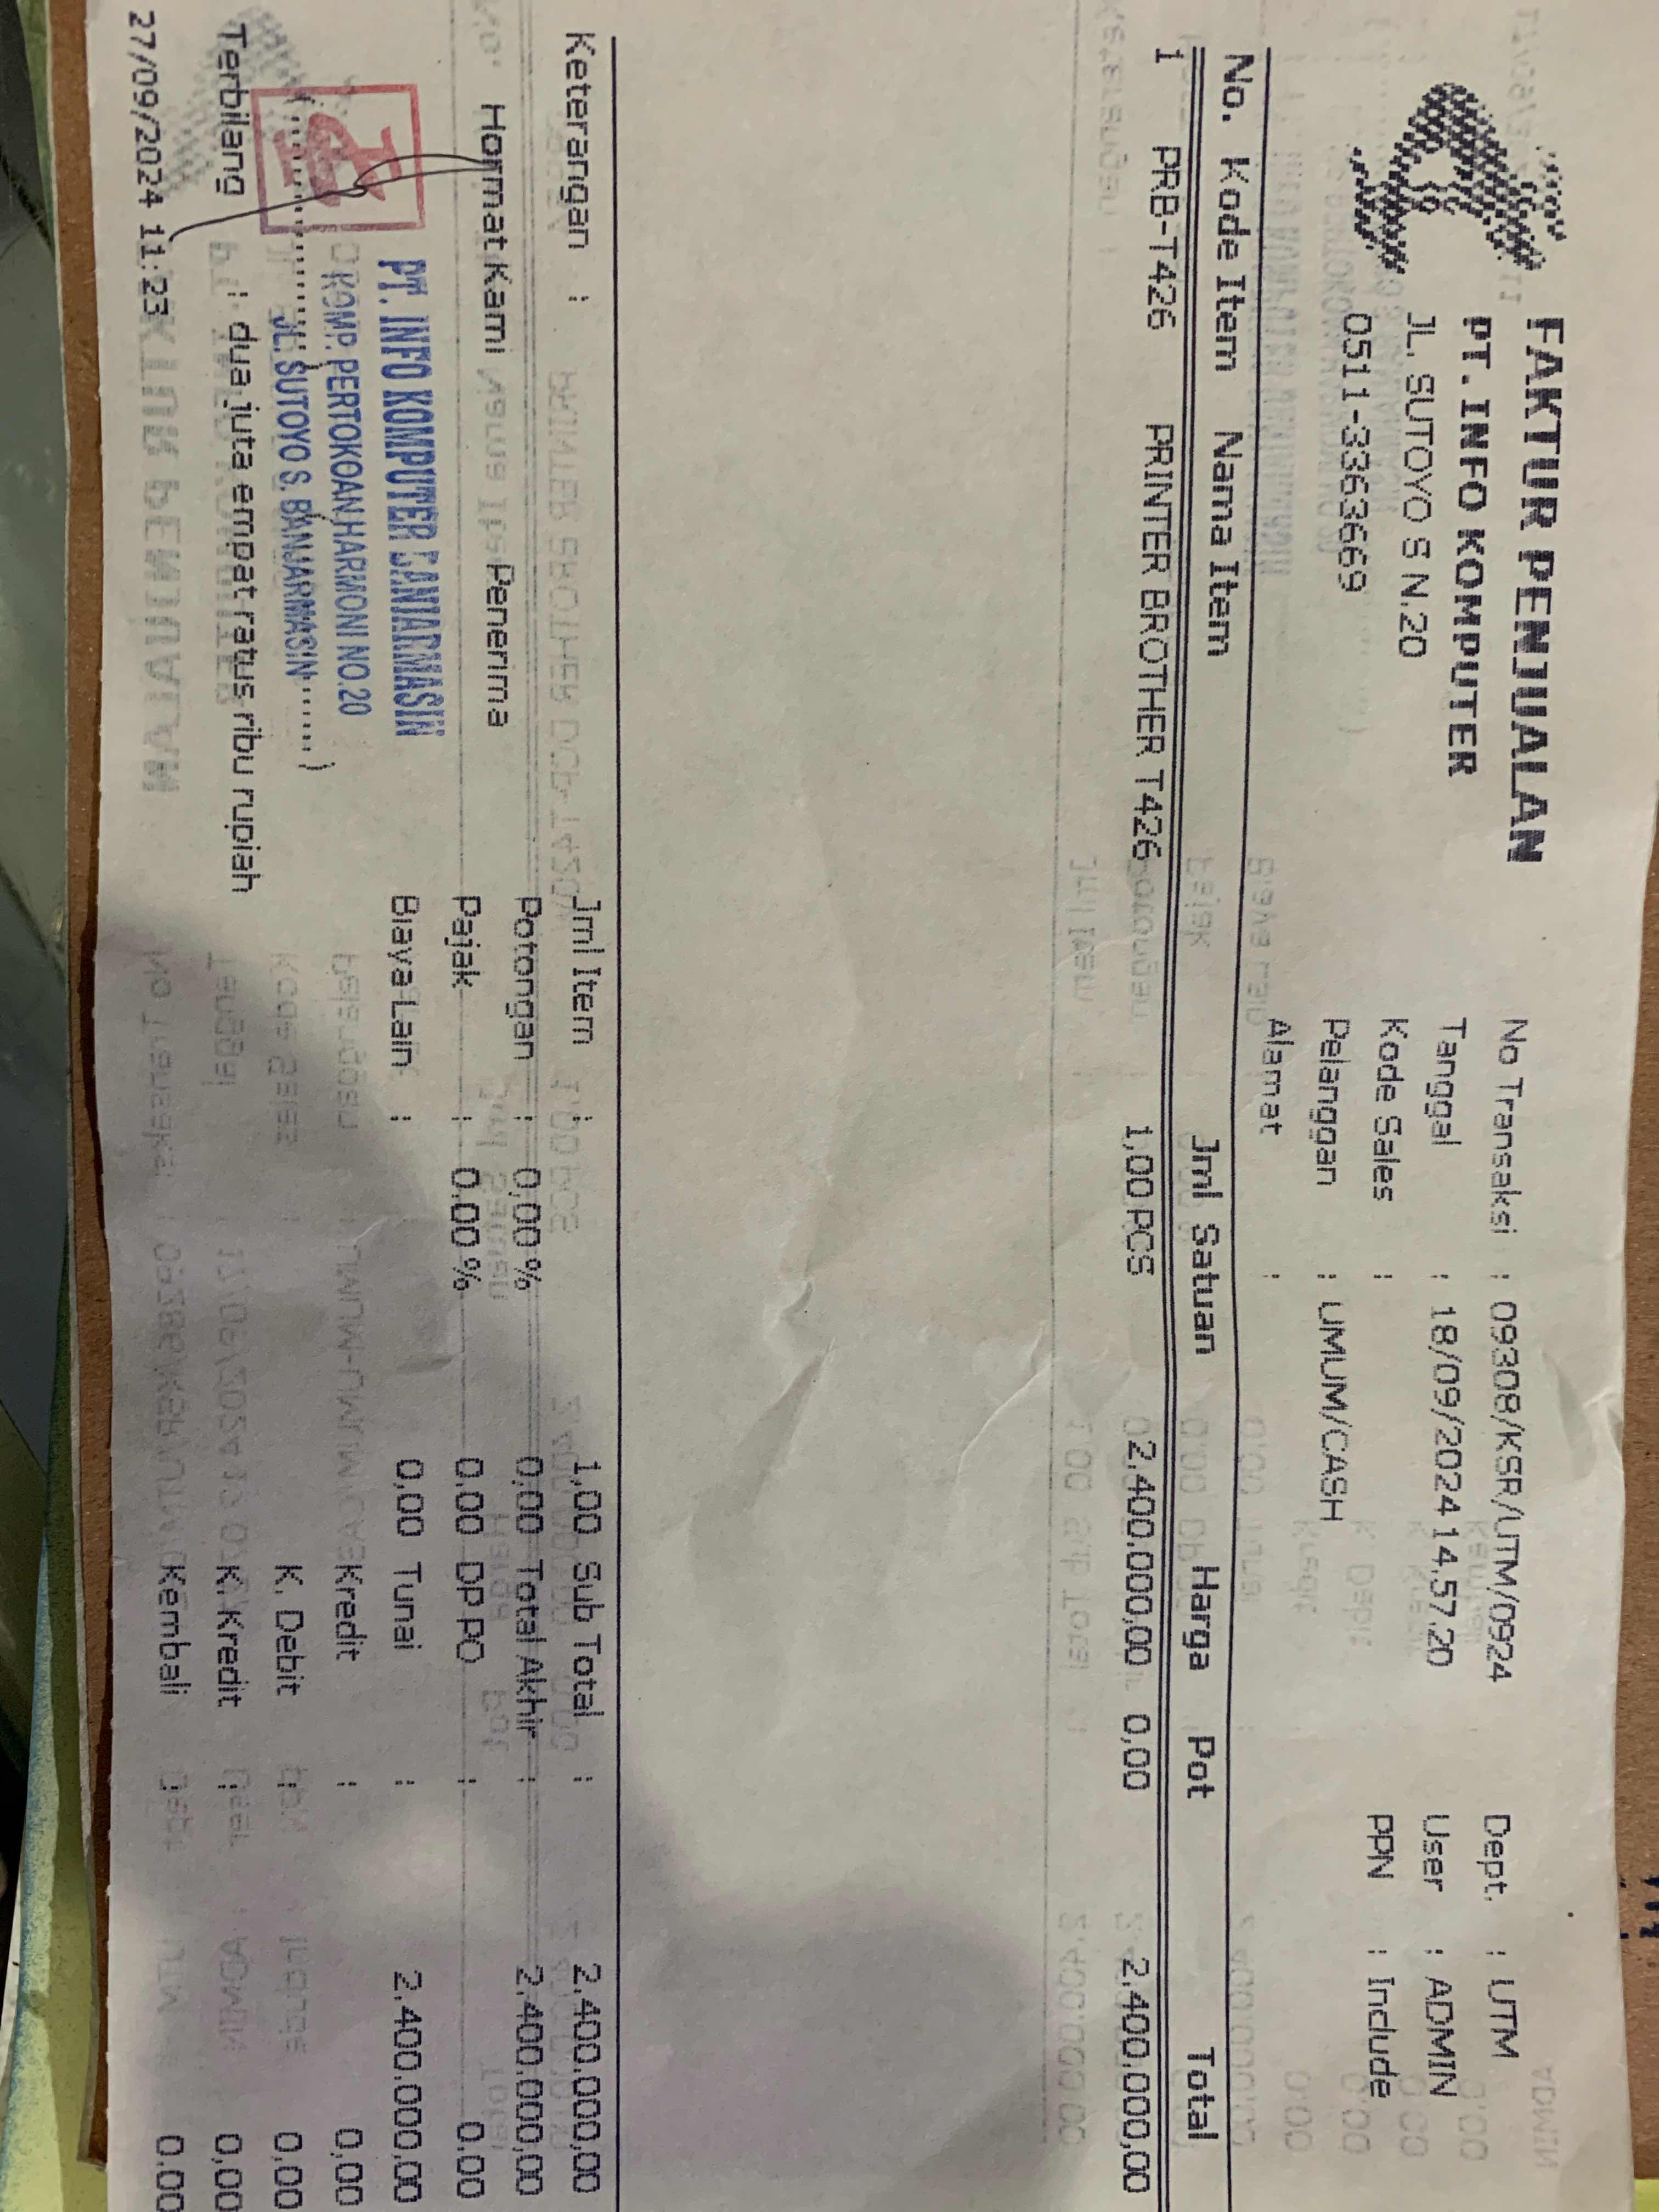 FAKTUR PENJUALAN
PT. INFO KOMPUTER
JL. SUTOYO S N.20
0511-3363669
No Transaksi : 09308/KSR/UTM/0924
Tanggal : 18/09/2024 14.57.20
Kode Sales :
Pelanggan : UMUM/CASH
Alamat :
Dept. : UTM
User : ADMIN
PPN : Include
No. Kode Item Nama Item Jml Satuan Harga Pot Total
1 PRB-T426 PRINTER BROTHER T426 1,00 PCS 2.400.000,00 0,00 2.400.000,00
Keterangan : Jml Item : 1,00 Sub Total : 2.400.000,00
Hormat Kami Penerima Potongan : 0,00 % 0,00 Total Akhir : 2.400.000,00
Pajak : 0,00 % 0,00 DP PO : 0,00
PT. INFO KOMPUTER BANJARMASIN Biaya Lain : 0,00 Tunai : 2.400.000,00
KOMP. PERTOKOAN HARMONI NO.20 Kredit : 0,00
JL. SUTOYO S. BANJARMASIN K. Debit : 0,00
Terbilang : dua juta empat ratus ribu rupiah K. Kredit : 0,00
27/09/2024 11:23 Kembali : 0,00